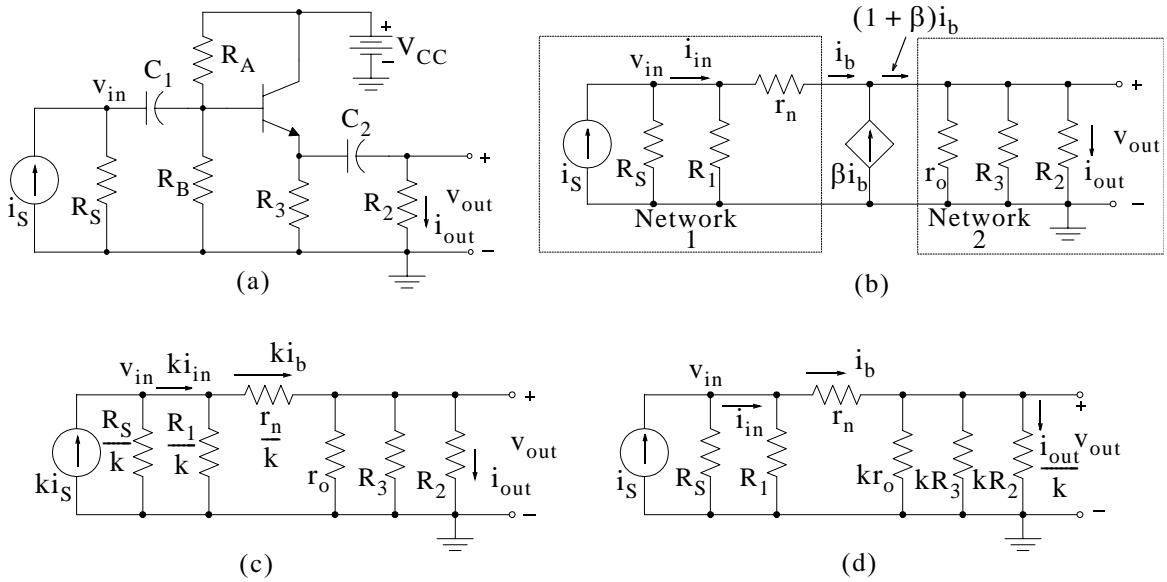 +
V_CC
−
R_A
C_1
v_in
C_2
+
i_S
R_S
R_B
R_3
R_2
v_out
i_out
−
(a)
(1 + β)i_b
v_in
i_in
i_b
r_n
+
i_S
R_S
R_1
βi_b
r_o
R_3
R_2
v_out
i_out
−
Network
1
Network
2
(b)
v_in
ki_in
ki_b
r_n/k
+
ki_S
R_S/k
R_1/k
r_o
R_3
R_2
v_out
i_out
−
(c)
v_in
i_in
i_b
r_n
+
i_S
R_S
R_1
kr_o
kR_3
kR_2
i_out/k
v_out
−
(d)